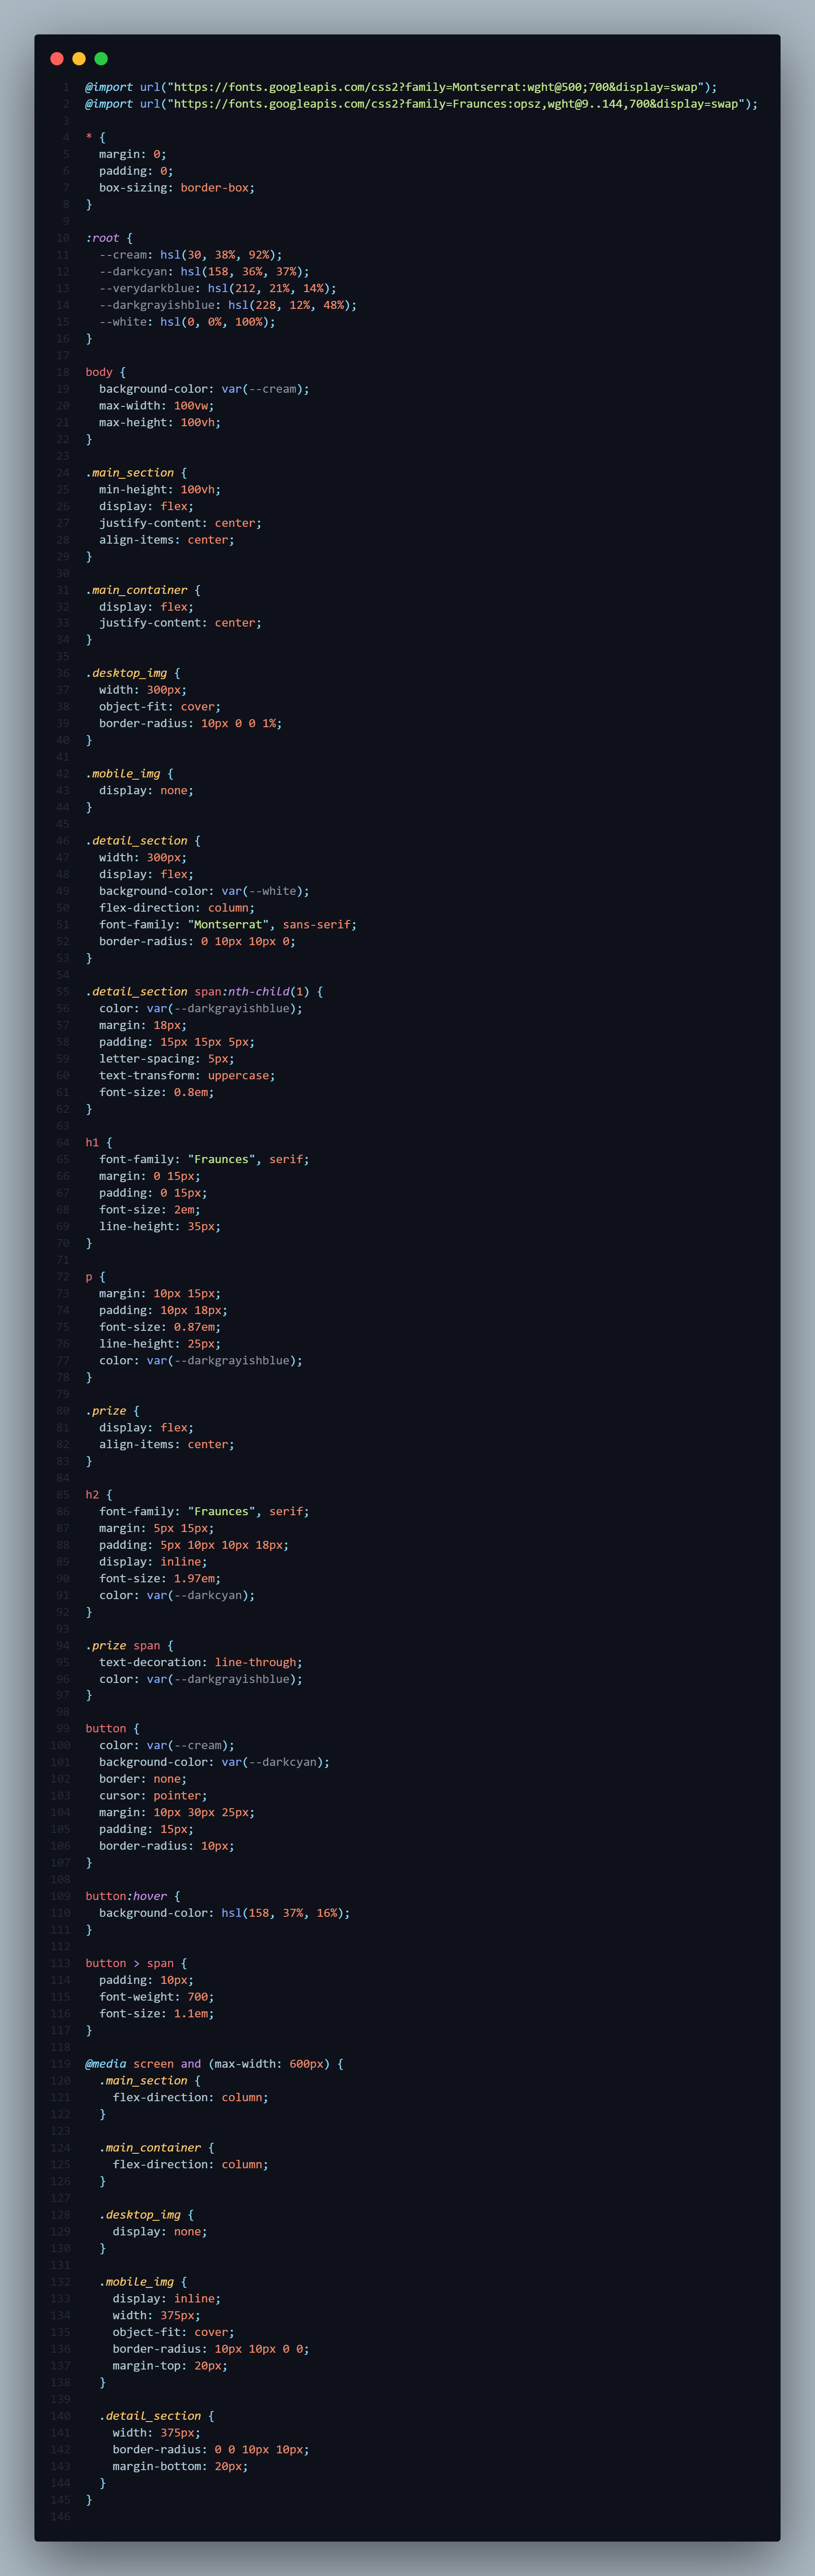 1 @import url("https://fonts.googleapis.com/css2?family=Montserrat:wght@500;700&display=swap");
2 @import url("https://fonts.googleapis.com/css2?family=Fraunces:opsz,wght@9..144,700&display=swap");
3
4 * {
5   margin: 0;
6   padding: 0;
7   box-sizing: border-box;
8 }
9
10 :root {
11   --cream: hsl(30, 38%, 92%);
12   --darkcyan: hsl(158, 36%, 37%);
13   --verydarkblue: hsl(212, 21%, 14%);
14   --darkgrayishblue: hsl(228, 12%, 48%);
15   --white: hsl(0, 0%, 100%);
16 }
17
18 body {
19   background-color: var(--cream);
20   max-width: 100vw;
21   max-height: 100vh;
22 }
23
24 .main_section {
25   min-height: 100vh;
26   display: flex;
27   justify-content: center;
28   align-items: center;
29 }
30
31 .main_container {
32   display: flex;
33   justify-content: center;
34 }
35
36 .desktop_img {
37   width: 300px;
38   object-fit: cover;
39   border-radius: 10px 0 0 1%;
40 }
41
42 .mobile_img {
43   display: none;
44 }
45
46 .detail_section {
47   width: 300px;
48   display: flex;
49   background-color: var(--white);
50   flex-direction: column;
51   font-family: "Montserrat", sans-serif;
52   border-radius: 0 10px 10px 0;
53 }
54
55 .detail_section span:nth-child(1) {
56   color: var(--darkgrayishblue);
57   margin: 18px;
58   padding: 15px 15px 5px;
59   letter-spacing: 5px;
60   text-transform: uppercase;
61   font-size: 0.8em;
62 }
63
64 h1 {
65   font-family: "Fraunces", serif;
66   margin: 0 15px;
67   padding: 0 15px;
68   font-size: 2em;
69   line-height: 35px;
70 }
71
72 p {
73   margin: 10px 15px;
74   padding: 10px 18px;
75   font-size: 0.87em;
76   line-height: 25px;
77   color: var(--darkgrayishblue);
78 }
79
80 .prize {
81   display: flex;
82   align-items: center;
83 }
84
85 h2 {
86   font-family: "Fraunces", serif;
87   margin: 5px 15px;
88   padding: 5px 10px 10px 18px;
89   display: inline;
90   font-size: 1.97em;
91   color: var(--darkcyan);
92 }
93
94 .prize span {
95   text-decoration: line-through;
96   color: var(--darkgrayishblue);
97 }
98
99 button {
100   color: var(--cream);
101   background-color: var(--darkcyan);
102   border: none;
103   cursor: pointer;
104   margin: 10px 30px 25px;
105   padding: 15px;
106   border-radius: 10px;
107 }
108
109 button:hover {
110   background-color: hsl(158, 37%, 16%);
111 }
112
113 button > span {
114   padding: 10px;
115   font-weight: 700;
116   font-size: 1.1em;
117 }
118
119 @media screen and (max-width: 600px) {
120   .main_section {
121     flex-direction: column;
122   }
123
124   .main_container {
125     flex-direction: column;
126   }
127
128   .desktop_img {
129     display: none;
130   }
131
132   .mobile_img {
133     display: inline;
134     width: 375px;
135     object-fit: cover;
136     border-radius: 10px 10px 0 0;
137     margin-top: 20px;
138   }
139
140   .detail_section {
141     width: 375px;
142     border-radius: 0 0 10px 10px;
143     margin-bottom: 20px;
144   }
145 }
146